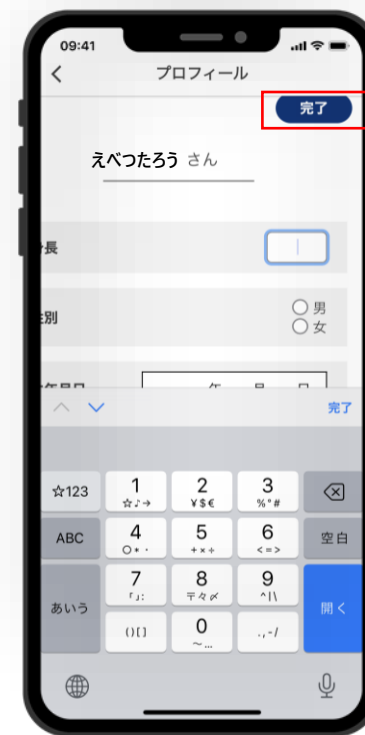 09:41
プロフィール
完了
えべつたろう さん
長
別
男
女
年 月 日
完了
☆123
1
☆♪→
2
¥$€
3
%°#
ABC
4
○*・
5
+×÷
6
<=>
空白
あいう
7
「」:
8
〒々〆
9
^|\
開く
()[]
0
~…
.,-/